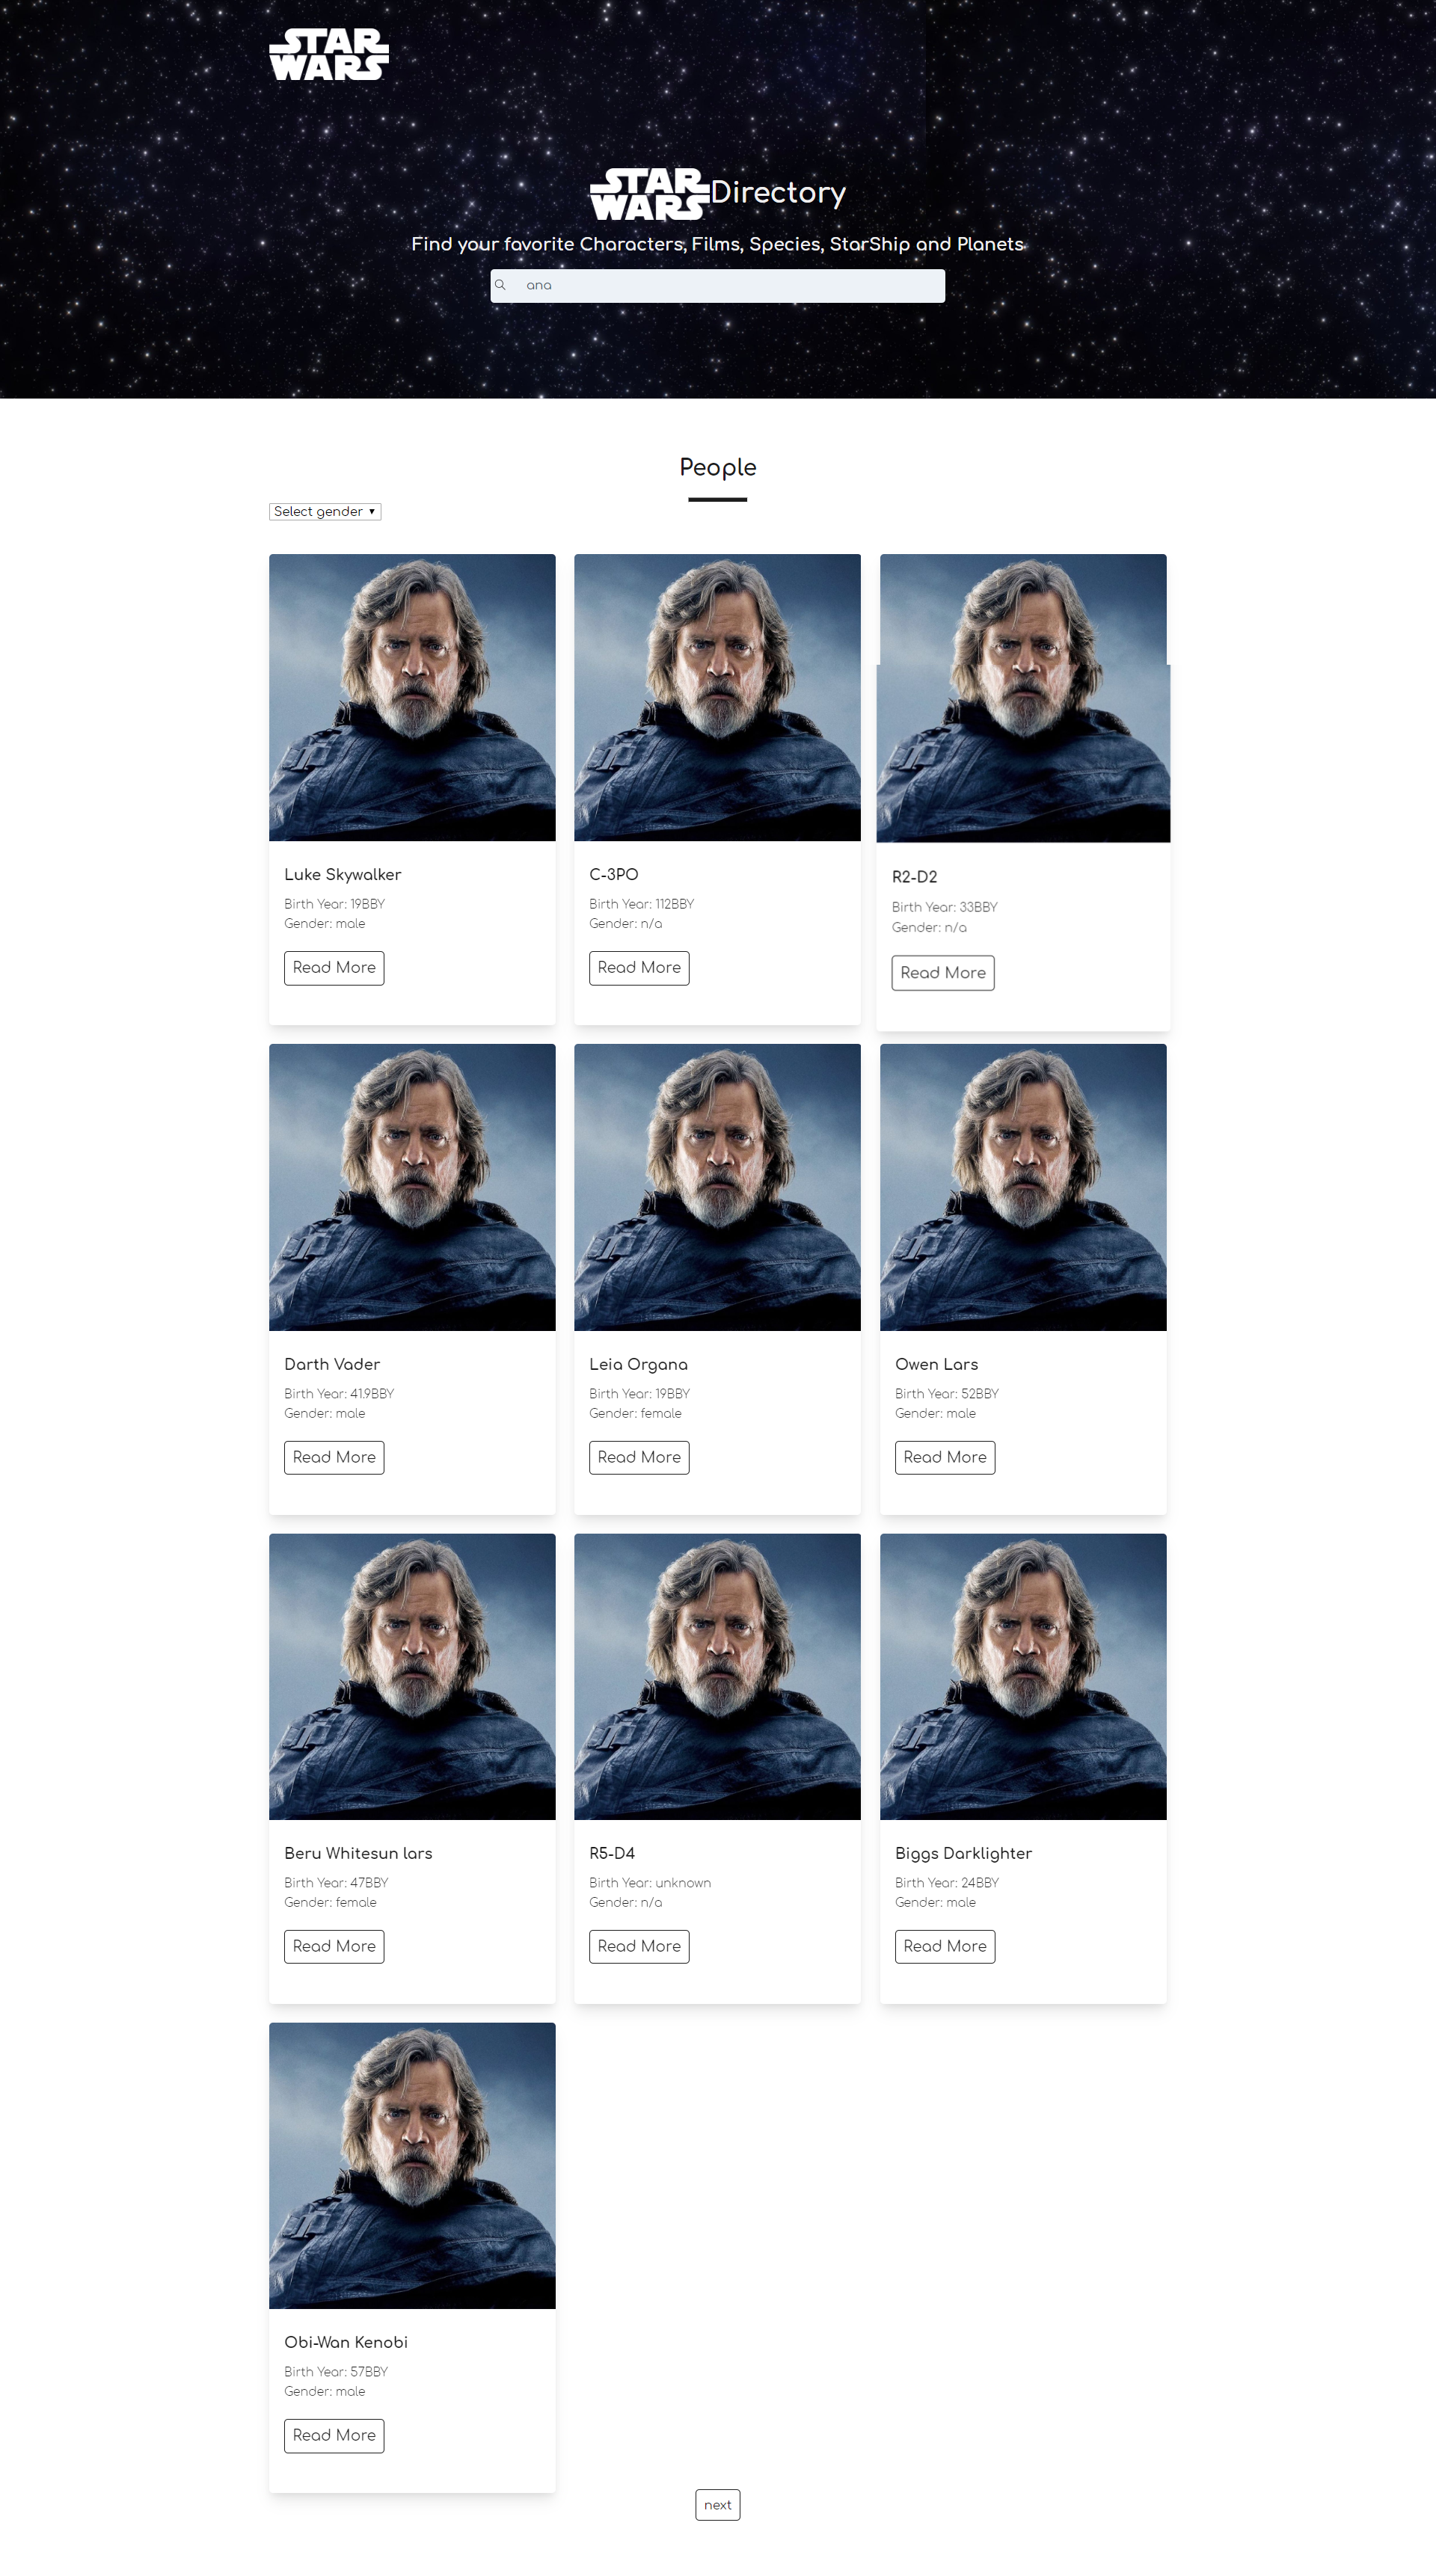 STAR
WARS
STAR
WARS Directory
Find your favorite Characters, Films, Species, StarShip and Planets
ana
People
Select gender
Luke Skywalker
Birth Year: 19BBY
Gender: male
Read More
C-3PO
Birth Year: 112BBY
Gender: n/a
Read More
R2-D2
Birth Year: 33BBY
Gender: n/a
Read More
Darth Vader
Birth Year: 41.9BBY
Gender: male
Read More
Leia Organa
Birth Year: 19BBY
Gender: female
Read More
Owen Lars
Birth Year: 52BBY
Gender: male
Read More
Beru Whitesun lars
Birth Year: 47BBY
Gender: female
Read More
R5-D4
Birth Year: unknown
Gender: n/a
Read More
Biggs Darklighter
Birth Year: 24BBY
Gender: male
Read More
Obi-Wan Kenobi
Birth Year: 57BBY
Gender: male
Read More
next